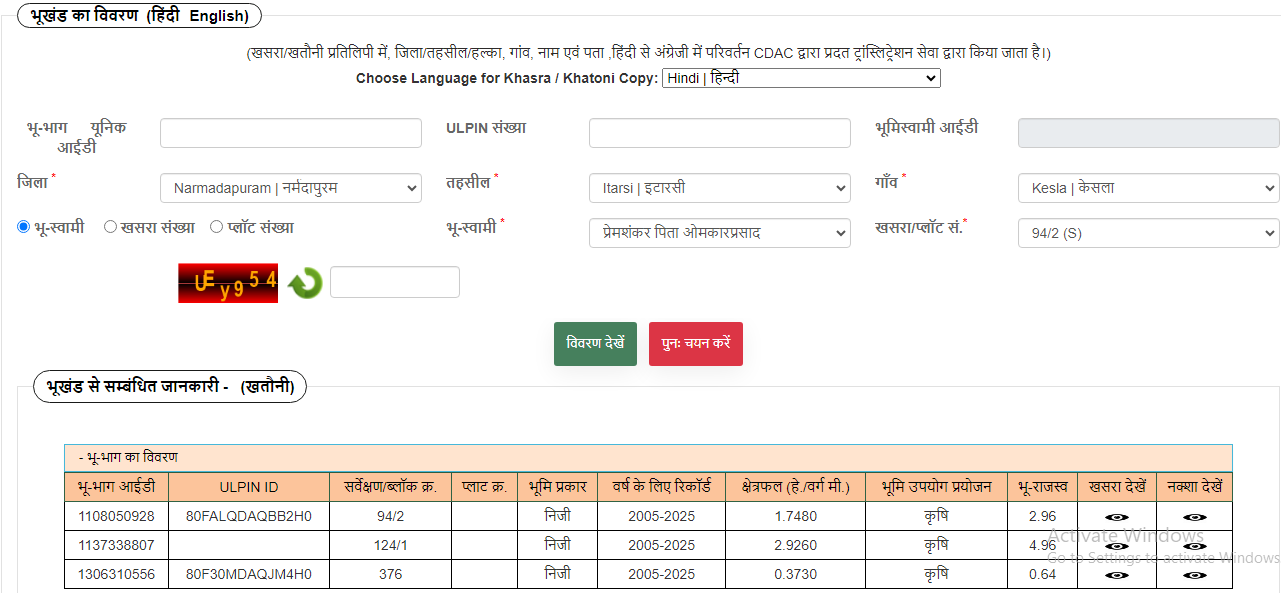 भूखंड का विवरण (हिंदी English)
(खसरा/खतौनी प्रतिलिपी में, जिला/तहसील/हल्का, गांव, नाम एवं पता ,हिंदी से अंग्रेजी में परिवर्तन CDAC द्वारा प्रदत ट्रांस्लिट्रेशन सेवा द्वारा किया जाता है।)
Choose Language for Khasra / Khatoni Copy: Hindi | हिन्दी
भू-भाग यूनिक आईडी ULPIN संख्या भूमिस्वामी आईडी
जिला * Narmadapuram | नर्मदापुरम तहसील * Itarsi | इटारसी गाँव * Kesla | केसला
भू-स्वामी खसरा संख्या प्लॉट संख्या भू-स्वामी * प्रेमशंकर पिता ओमकारप्रसाद खसरा/प्लॉट सं.* 94/2 (S)
UEy954
विवरण देखें पुनः चयन करें
भूखंड से सम्बंधित जानकारी - (खतौनी)
- भू-भाग का विवरण
भू-भाग आईडी ULPIN ID सर्वेक्षण/ब्लॉक क्र. प्लाट क्र. भूमि प्रकार वर्ष के लिए रिकॉर्ड क्षेत्रफल (हे./वर्ग मी.) भूमि उपयोग प्रयोजन भू-राजस्व खसरा देखें नक्शा देखें
1108050928 80FALQDAQBB2H0 94/2 निजी 2005-2025 1.7480 कृषि 2.96
Activate Windows
1137338807 124/1 निजी 2005-2025 2.9260 कृषि 4.96
Go to Settings to activate Windows
1306310556 80F30MDAQJM4H0 376 निजी 2005-2025 0.3730 कृषि 0.64